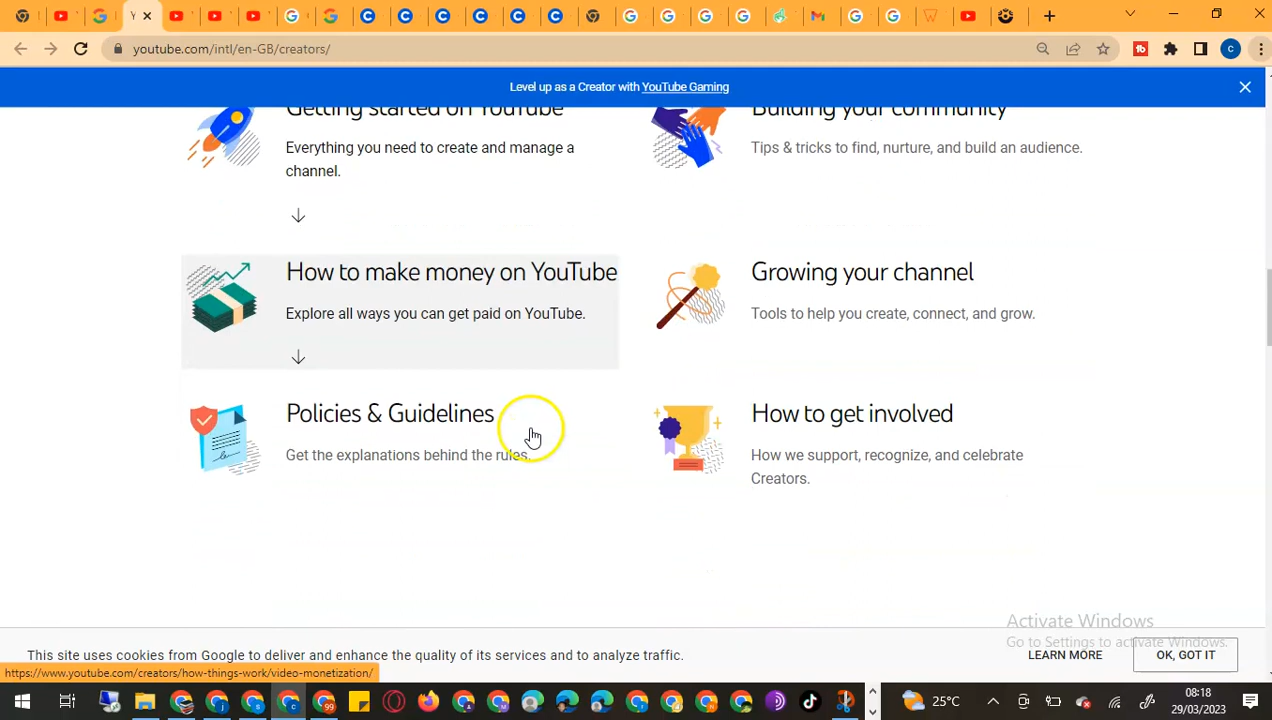 youtube.com/intl/en-GB/creators/
Level up as a Creator with YouTube Gaming
Getting started on YouTube
Everything you need to create and manage a
channel.
Building your community
Tips & tricks to find, nurture, and build an audience.
How to make money on YouTube
Explore all ways you can get paid on YouTube.
Growing your channel
Tools to help you create, connect, and grow.
Policies & Guidelines
Get the explanations behind the rules.
How to get involved
How we support, recognize, and celebrate
Creators.
Activate Windows
Go to Settings to activate Windows.
This site uses cookies from Google to deliver and enhance the quality of its services and to analyze traffic.
LEARN MORE
OK, GOT IT
https://www.youtube.com/creators/how-things-work/video-monetization/
25°C
08:18
29/03/2023